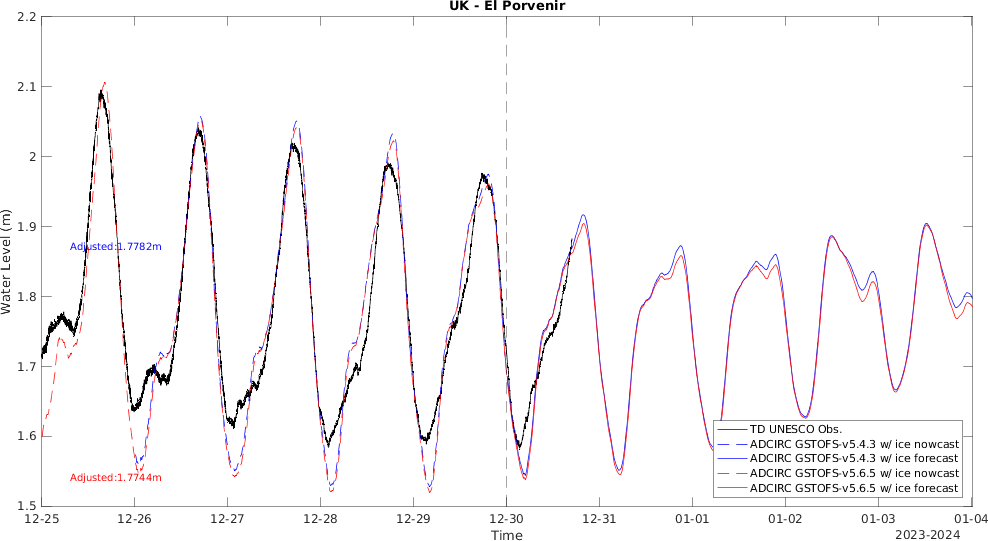 UK - El Porvenir
2.2
2.1
2
1.9
1.8
1.7
1.6
1.5
Water Level (m)
Adjusted:1.7782m
Adjusted:1.7744m
TD UNESCO Obs.
ADCIRC GSTOFS-v5.4.3 w/ ice nowcast
ADCIRC GSTOFS-v5.4.3 w/ ice forecast
ADCIRC GSTOFS-v5.6.5 w/ ice nowcast
ADCIRC GSTOFS-v5.6.5 w/ ice forecast
12-25 12-26 12-27 12-28 12-29 12-30 12-31 01-01 01-02 01-03 01-04
Time
2023-2024